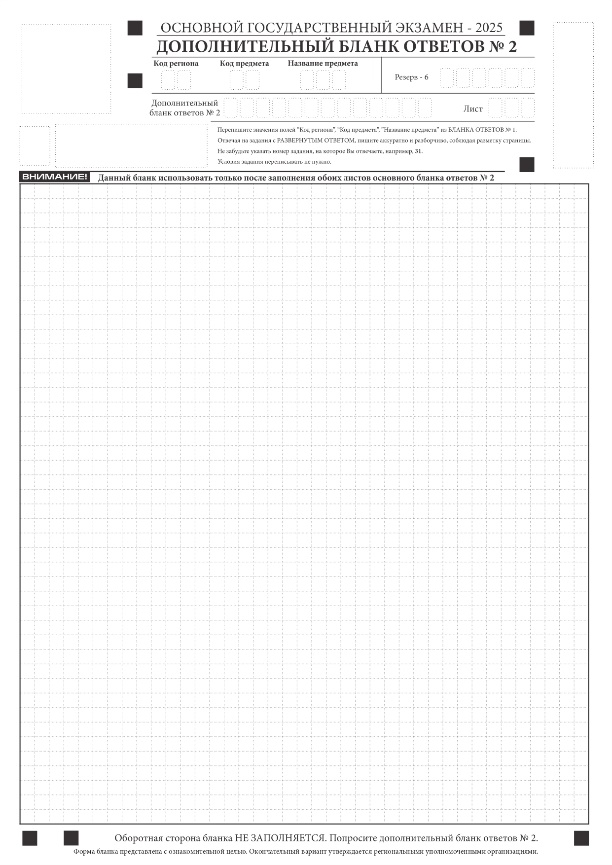 ОСНОВНОЙ ГОСУДАРСТВЕННЫЙ ЭКЗАМЕН - 2025
ДОПОЛНИТЕЛЬНЫЙ БЛАНК ОТВЕТОВ № 2
Код региона Код предмета Название предмета
Резерв - 6
Дополнительный
бланк ответов № 2
Лист
Перепишите значения полей "Код региона", "Код предмета", "Название предмета" из БЛАНКА ОТВЕТОВ № 1.
Отвечая на задания с РАЗВЕРНУТЫМ ОТВЕТОМ, пишите аккуратно и разборчиво, соблюдая разметку страницы.
Не забудьте указать номер задания, на которое Вы отвечаете, например, 31.
Условия задания переписывать не нужно.
ВНИМАНИЕ! Данный бланк использовать только после заполнения обоих листов основного бланка ответов № 2
Оборотная сторона бланка НЕ ЗАПОЛНЯЕТСЯ. Попросите дополнительный бланк ответов № 2.
Форма бланка представлена с ознакомительной целью. Окончательный вариант утверждается региональными уполномоченными организациями.